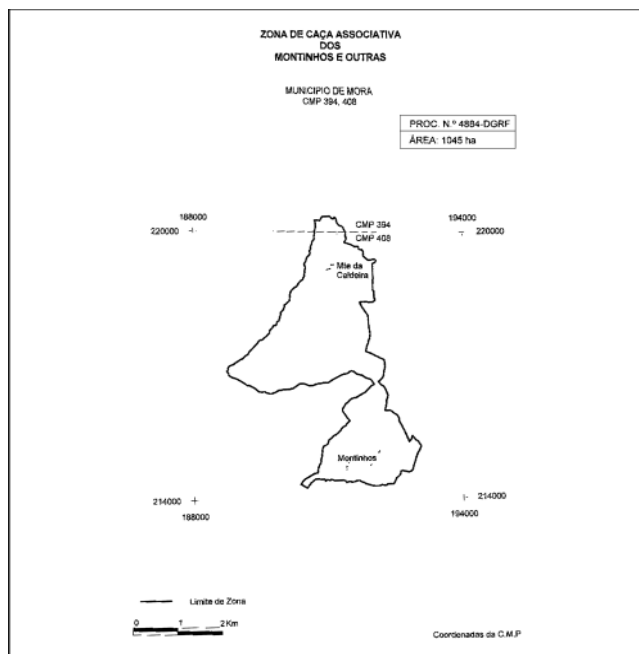 ZONA DE CAÇA ASSOCIATIVA
DOS
MONTINHOS E OUTRAS
MUNICIPIO DE MORA
CMP 394, 408
PROC. N.º 4884-DGRF
ÁREA: 1045 ha
188000
194000
220000
CMP 394
CMP 408
220000
Mte da
Caldeira
Montinhos
214000
214000
188000
194000
Limite de Zona
0 1 2 Km
Coordenadas da C.M.P